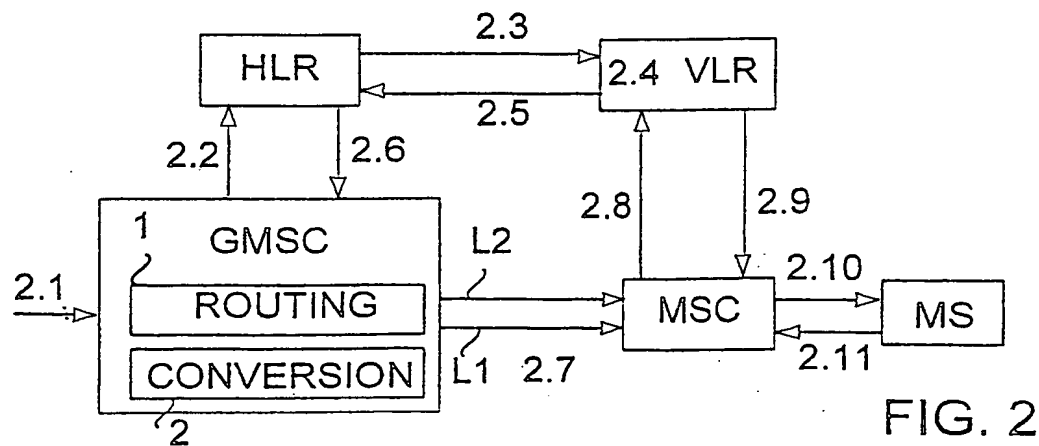 2.3
HLR
2.4 VLR
2.5
2.2
2.6
1
GMSC
2.8
2.9
L2
2.1
ROUTING
MSC
2.10
MS
CONVERSION
L1
2.7
2.11
2
FIG. 2